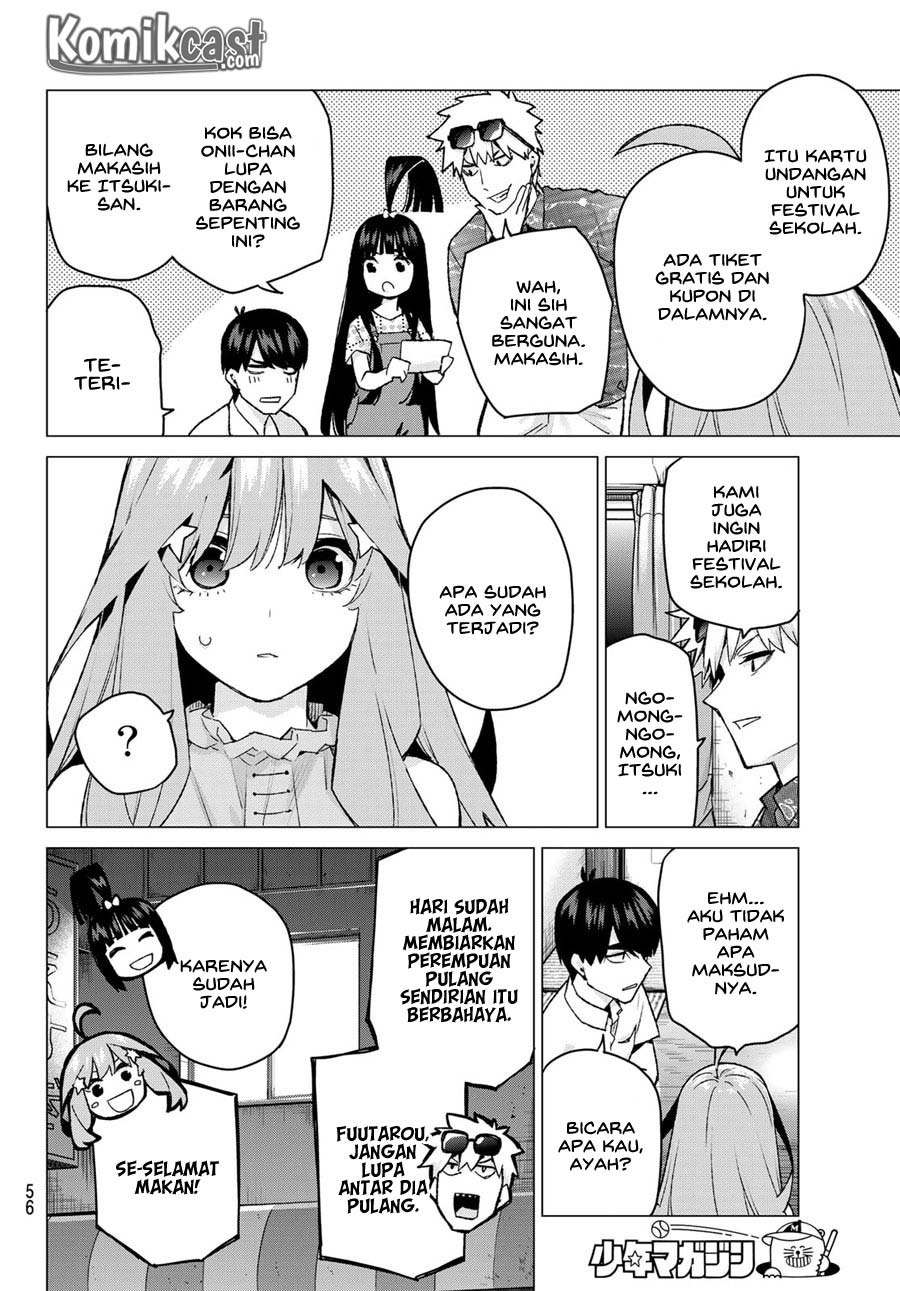 Komikcast
.com
ITU KARTU
UNDANGAN
UNTUK
FESTIVAL
SEKOLAH.
ADA TIKET
GRATIS DAN
KUPON DI
DALAMNYA.
WAH,
INI SIH
SANGAT
BERGUNA.
MAKASIH.
KOK BISA
ONII-CHAN
LUPA
DENGAN
BARANG
SEPENTING
INI?
BILANG
MAKASIH
KE ITSUKI-
SAN.
TE-
TERI-
KAMI
JUGA
INGIN
HADIRI
FESTIVAL
SEKOLAH.
NGO-
MONG-
NGO-
MONG,
ITSUKI
...
APA SUDAH
ADA YANG
TERJADI?
?
EHM...
AKU TIDAK
PAHAM
APA
MAKSUD-
NYA.
BICARA
APA KAU,
AYAH?
HARI SUDAH
MALAM.
MEMBIARKAN
PEREMPUAN
PULANG
SENDIRIAN ITU
BERBAHAYA.
FUUTAROU,
JANGAN
LUPA
ANTAR DIA
PULANG.
KARENYA
SUDAH
JADI!
SE-SELAMAT
MAKAN!
56
少年マガジン
M